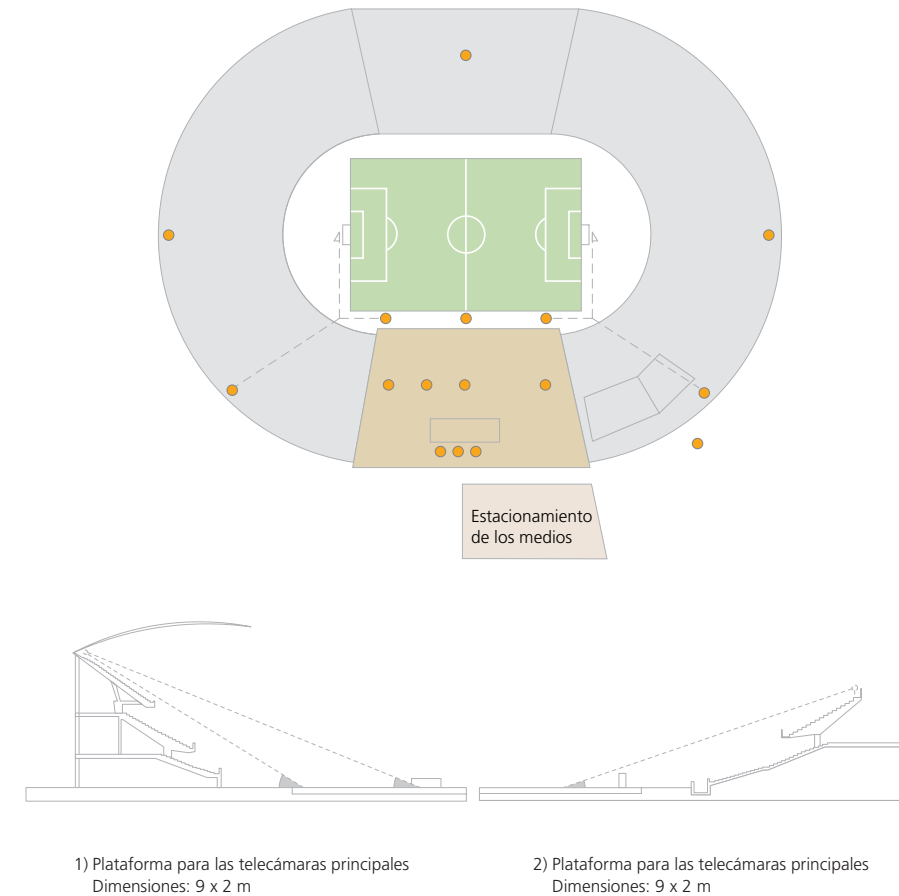 Estacionamiento
de los medios
1) Plataforma para las telecámaras principales
Dimensiones: 9 x 2 m
2) Plataforma para las telecámaras principales
Dimensiones: 9 x 2 m